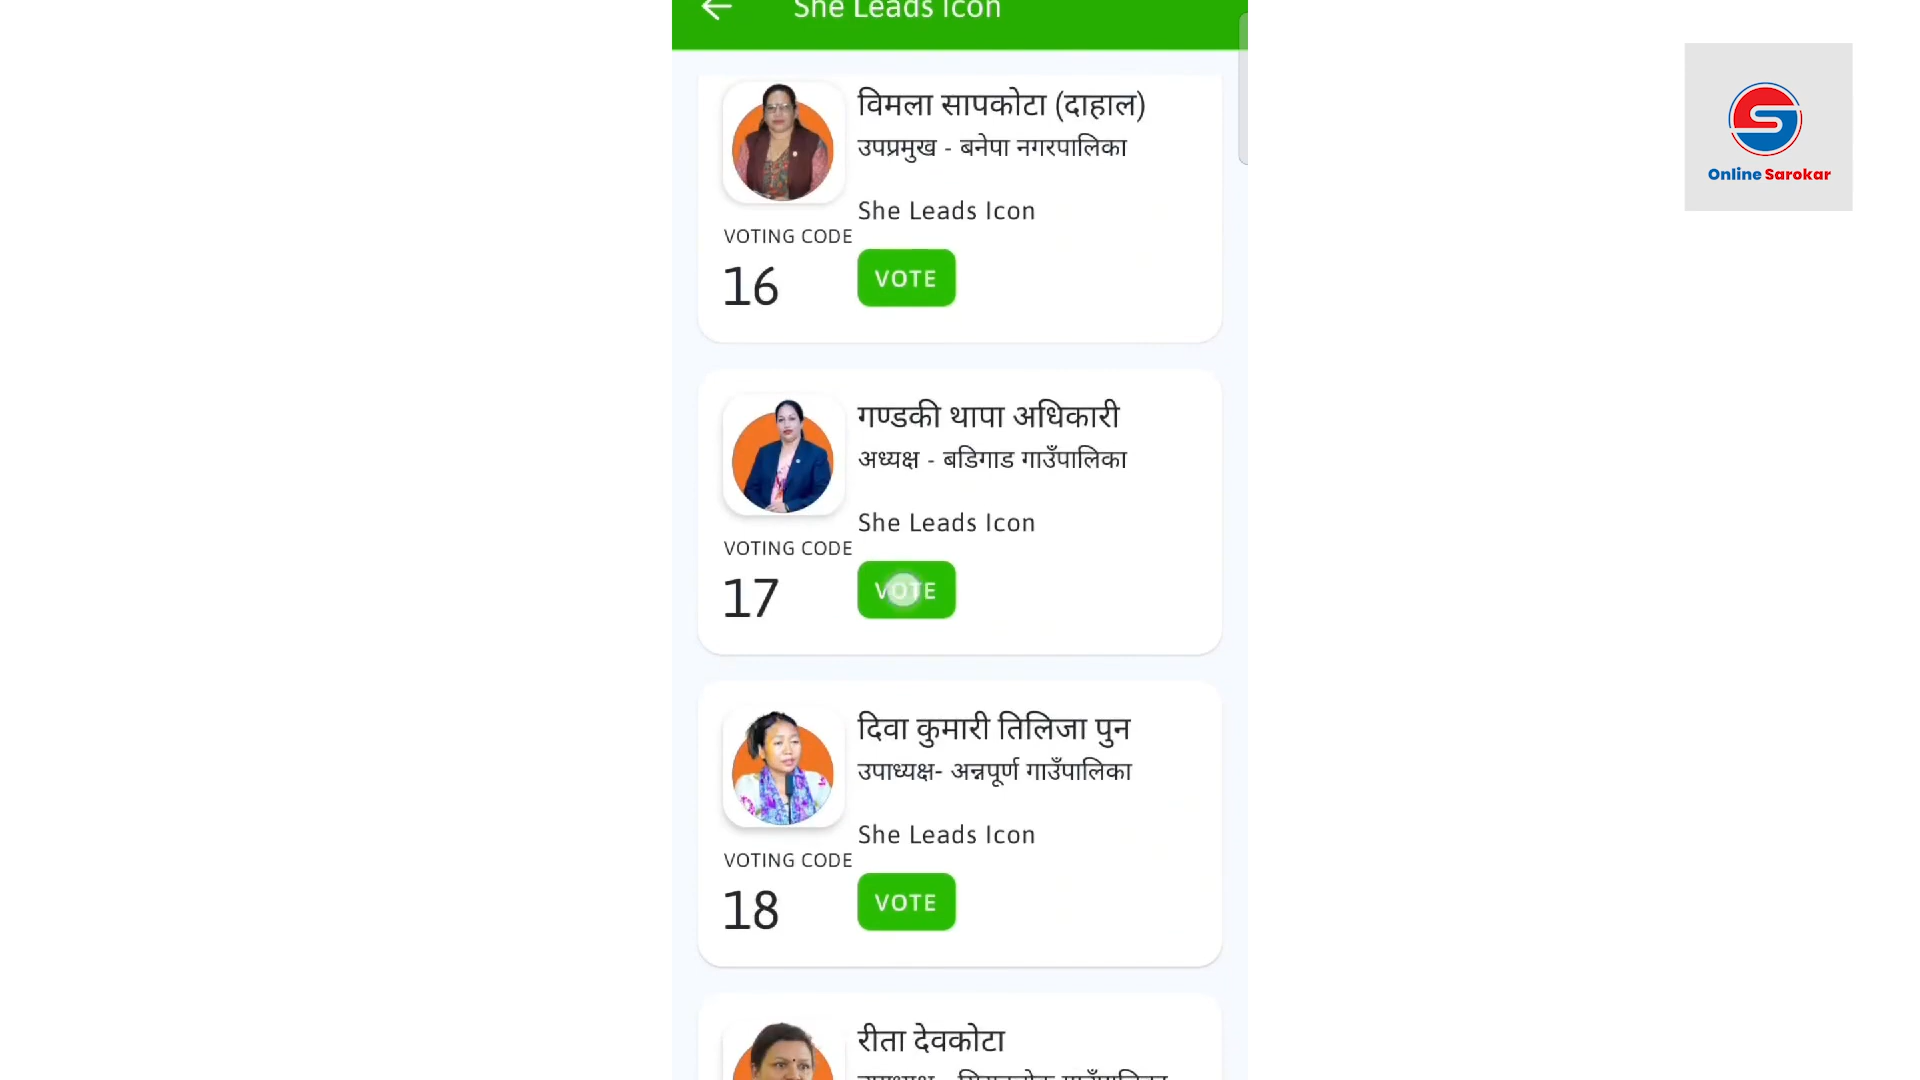 She Leads Icon
विमला सापकोटा (दाहाल)
उपप्रमुख - बनेपा नगरपालिका
She Leads Icon
VOTING CODE
16
VOTE
गण्डकी थापा अधिकारी
अध्यक्ष - बडिगाड गाउँपालिका
She Leads Icon
VOTING CODE
17
VOTE
दिवा कुमारी तिलिजा पुन
उपाध्यक्ष- अन्नपूर्ण गाउँपालिका
She Leads Icon
VOTING CODE
18
VOTE
रीता देवकोटा
Online Sarokar